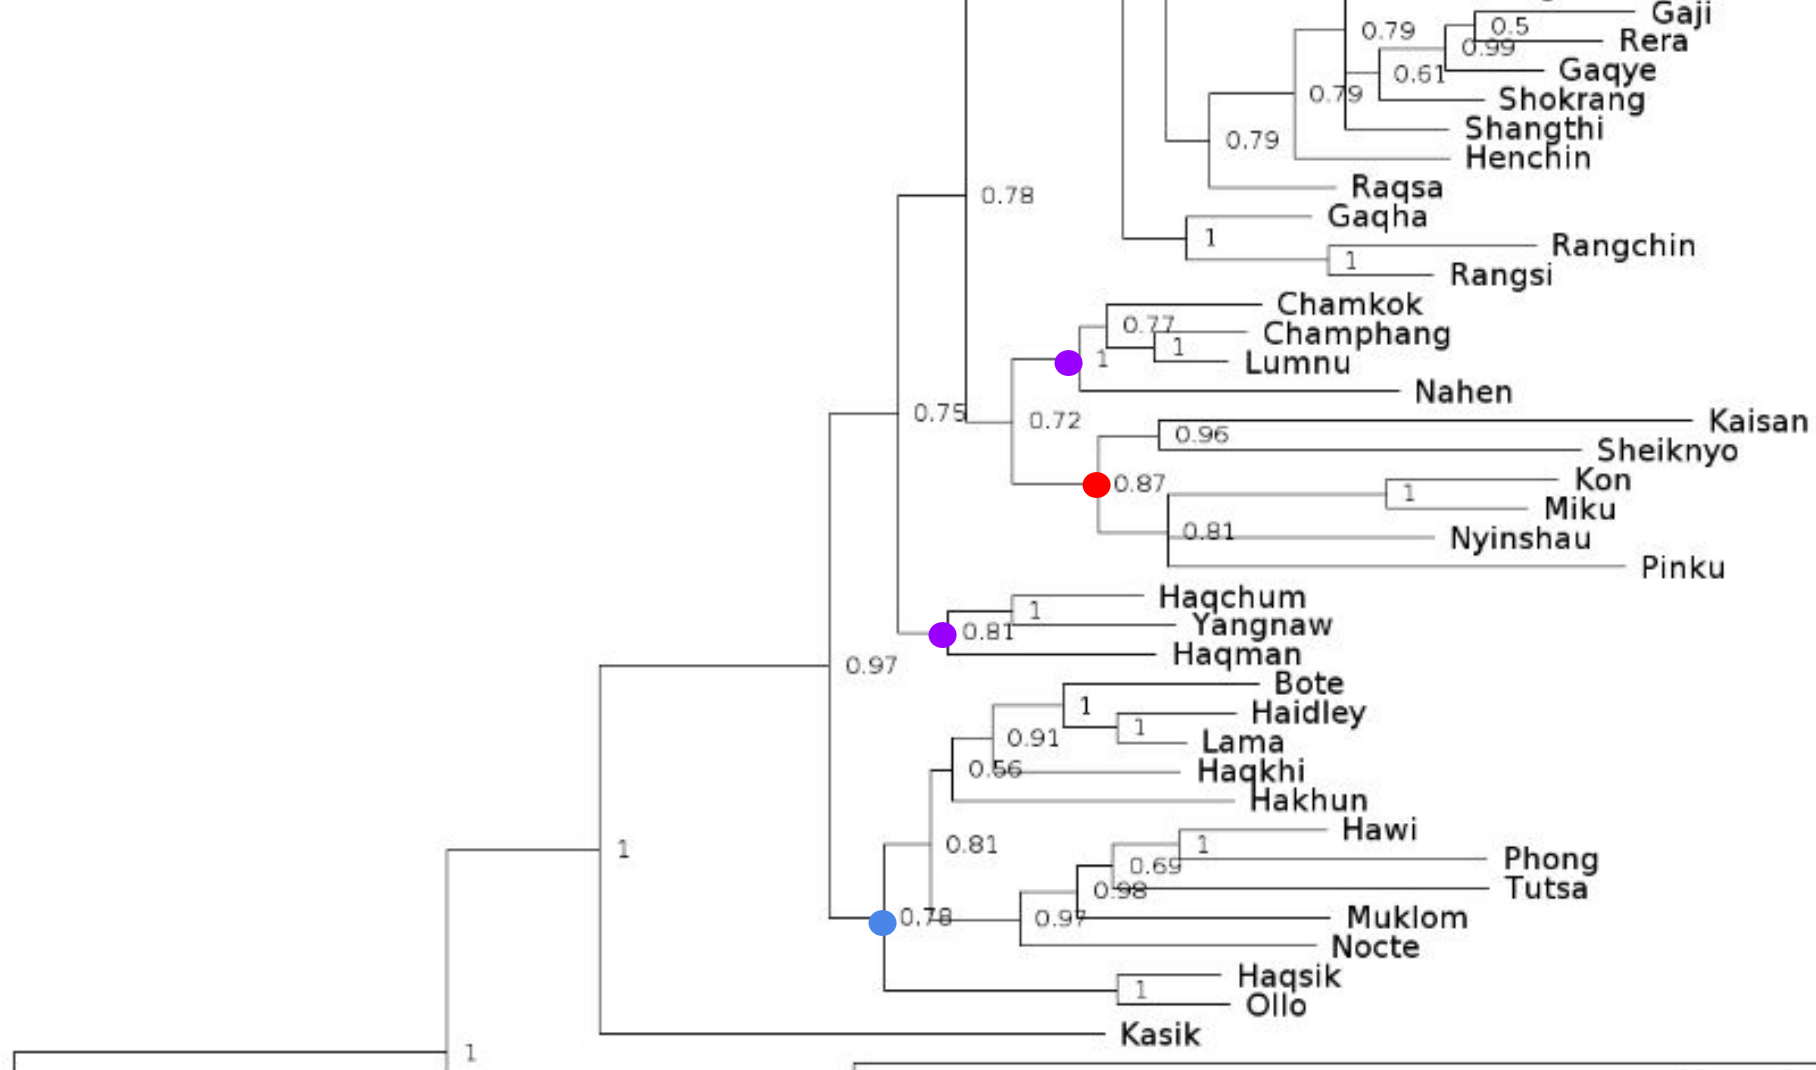 Gaji
0.79
0.5
Rera
0.99
Gaqye
0.61
0.79
Shokrang
Shangthi
0.79
Henchin
Raqsa
0.78
Gaqha
1
Rangchin
1
Rangsi
Chamkok
0.77
Champhang
1
1
Lumnu
Nahen
0.75
0.72
Kaisan
0.96
Sheiknyo
0.87
Kon
1
Miku
0.81
Nyinshau
Pinku
Haqchum
1
Yangnaw
0.81
Haqman
0.97
Bote
1
Haidley
1
0.91
Lama
0.66
Haqkhi
Hakhun
Hawi
0.81
1
1
Phong
0.69
0.98
Tutsa
0.78
0.97
Muklom
Nocte
Haqsik
1
Ollo
Kasik
1